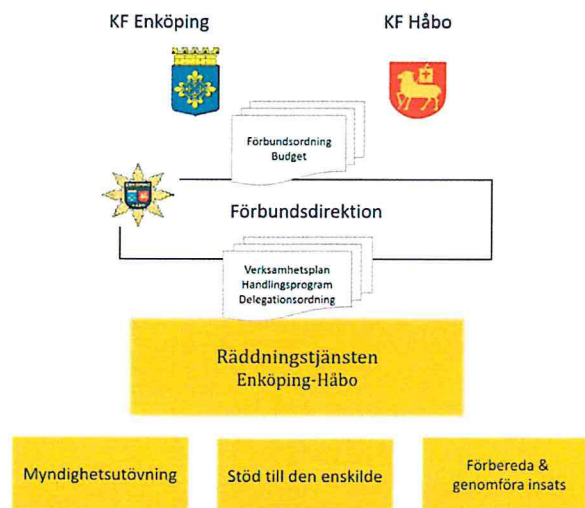 KF Enköping
KF Håbo
Förbundsordning
Budget
Förbundsdirektion
Verksamhetsplan
Handlingsprogram
Delegationsordning
Räddningstjänsten
Enköping-Håbo
Myndighetsutövning
Stöd till den enskilde
Förbereda &
genomföra insats